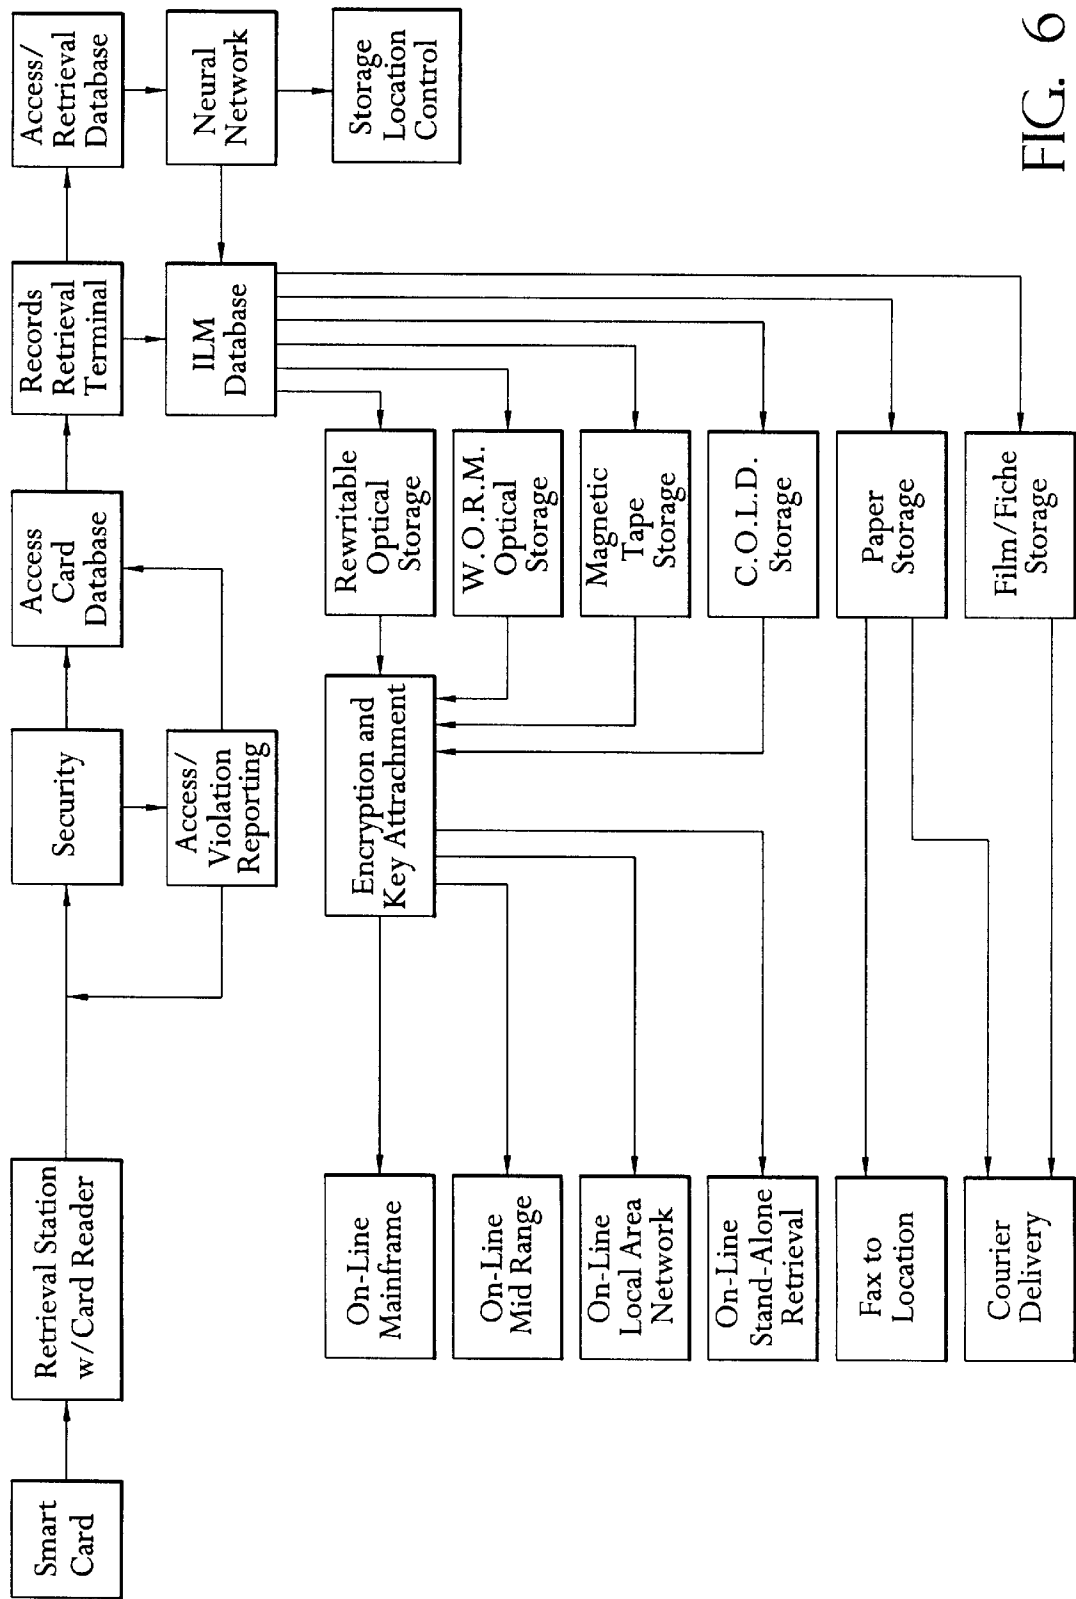 Smart
Card
Retrieval Station
w/Card Reader
Security
Access
Card
Database
Records
Retrieval
Terminal
Access/
Retrieval
Database
Access/
Violation
Reporting
ILM
Database
Neural
Network
Storage
Location
Control
On-Line
Mainframe
Encryption and
Key Attachment
Rewritable
Optical
Storage
On-Line
Mid Range
W.O.R.M.
Optical
Storage
On-Line
Local Area
Network
Magnetic
Tape
Storage
On-Line
Stand-Alone
Retrieval
C.O.L.D.
Storage
Fax to
Location
Paper
Storage
Courier
Delivery
Film/Fiche
Storage
FIG. 6